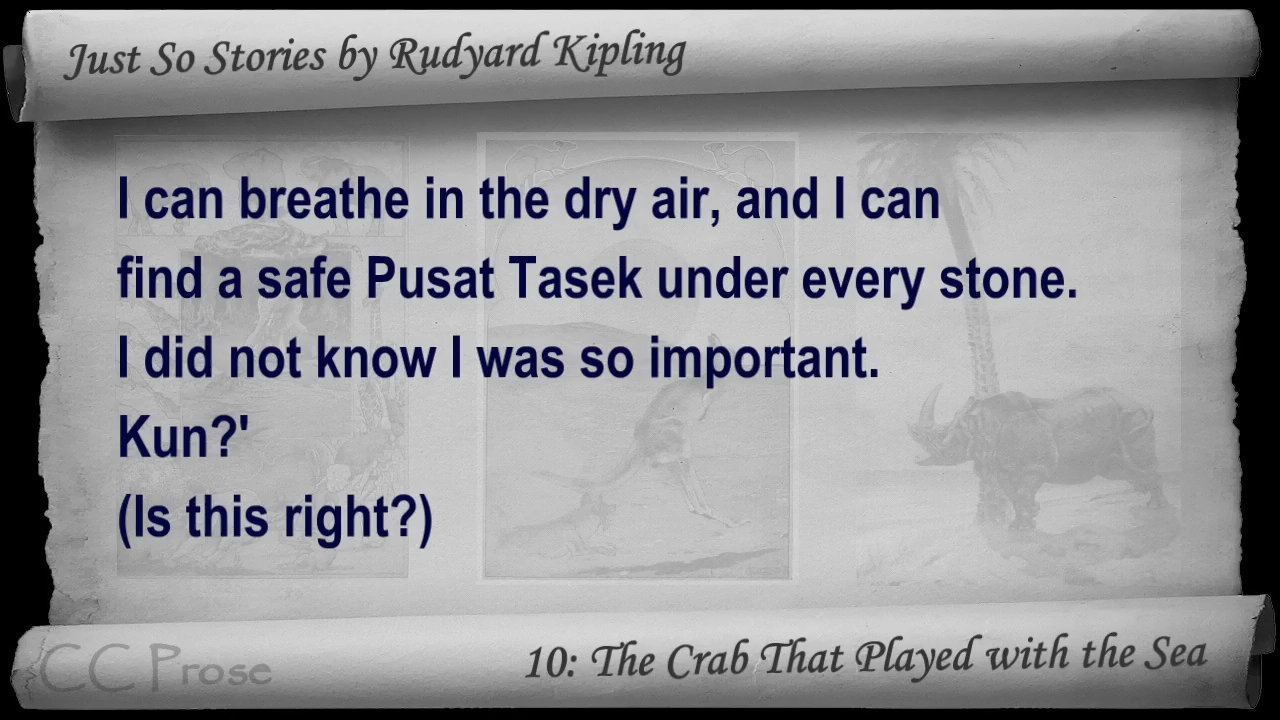 Just So Stories by Rudyard Kipling
I can breathe in the dry air, and I can
find a safe Pusat Tasek under every stone.
I did not know I was so important.
Kun?'
(Is this right?)
CC Prose
10: The Crab That Played with the Sea